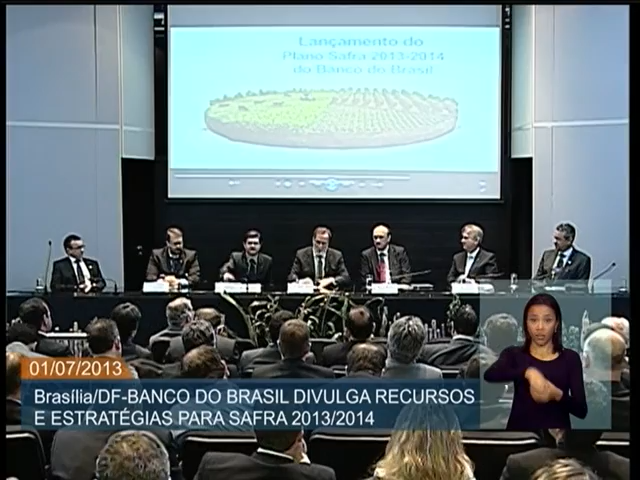 Lançamento do
Plano Safra 2013-2014
do Banco do Brasil
01/07/2013
Brasília/DF-BANCO DO BRASIL DIVULGA RECURSOS
E ESTRATÉGIAS PARA SAFRA 2013/2014